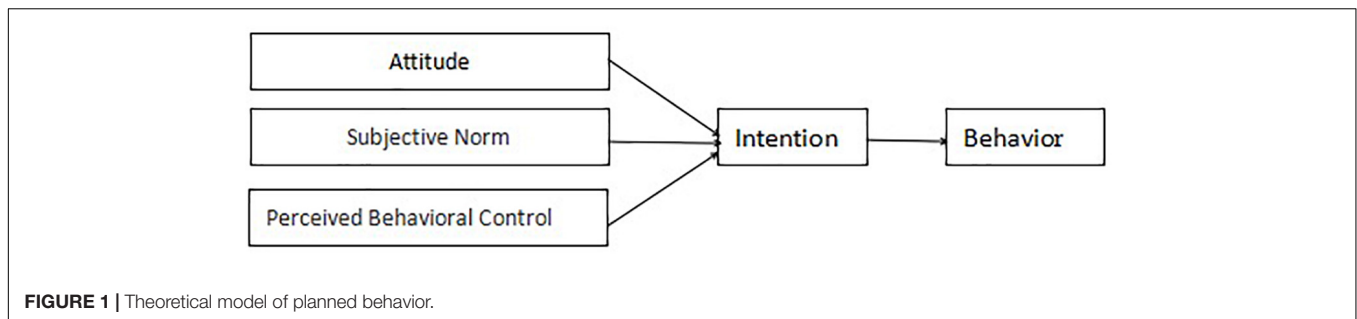 Attitude
Subjective Norm
Perceived Behavioral Control
Intention
Behavior
FIGURE 1 | Theoretical model of planned behavior.